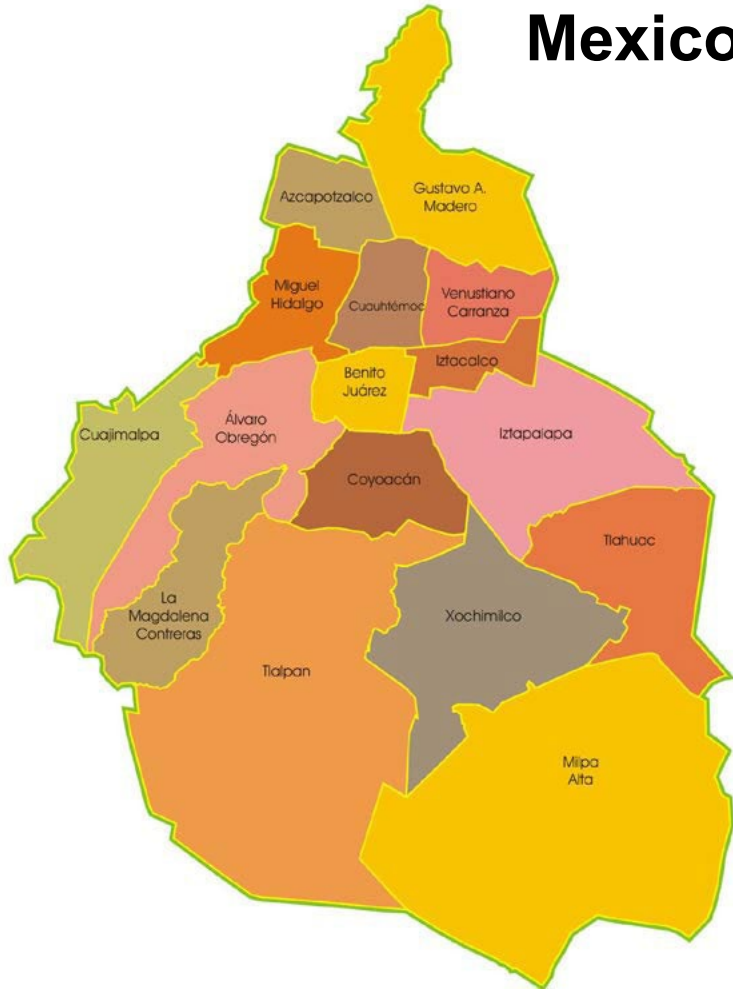 Mexico
Azcapotzalco
Gustavo A.
Madero
Miguel
Hidalgo
Cuauhtémoc
Venustiano
Carranza
Iztacalco
Benito
Juárez
Cuajimalpa
Álvaro
Obregón
Iztapalapa
Coyoacán
Tlahuac
La
Magdalena
Contreras
Xochimilco
Tlalpan
Milpa
Alta